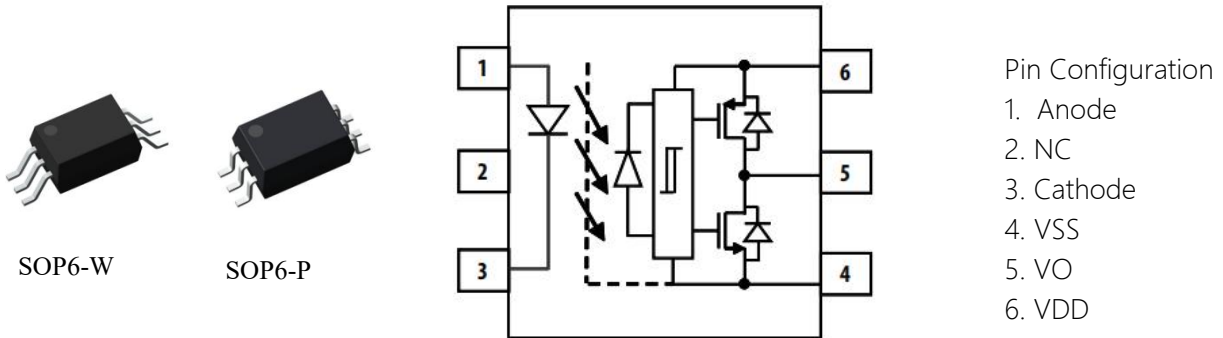 SOP6-W
SOP6-P
1
2
3
6
5
4
Pin Configuration
1. Anode
2. NC
3. Cathode
4. VSS
5. VO
6. VDD